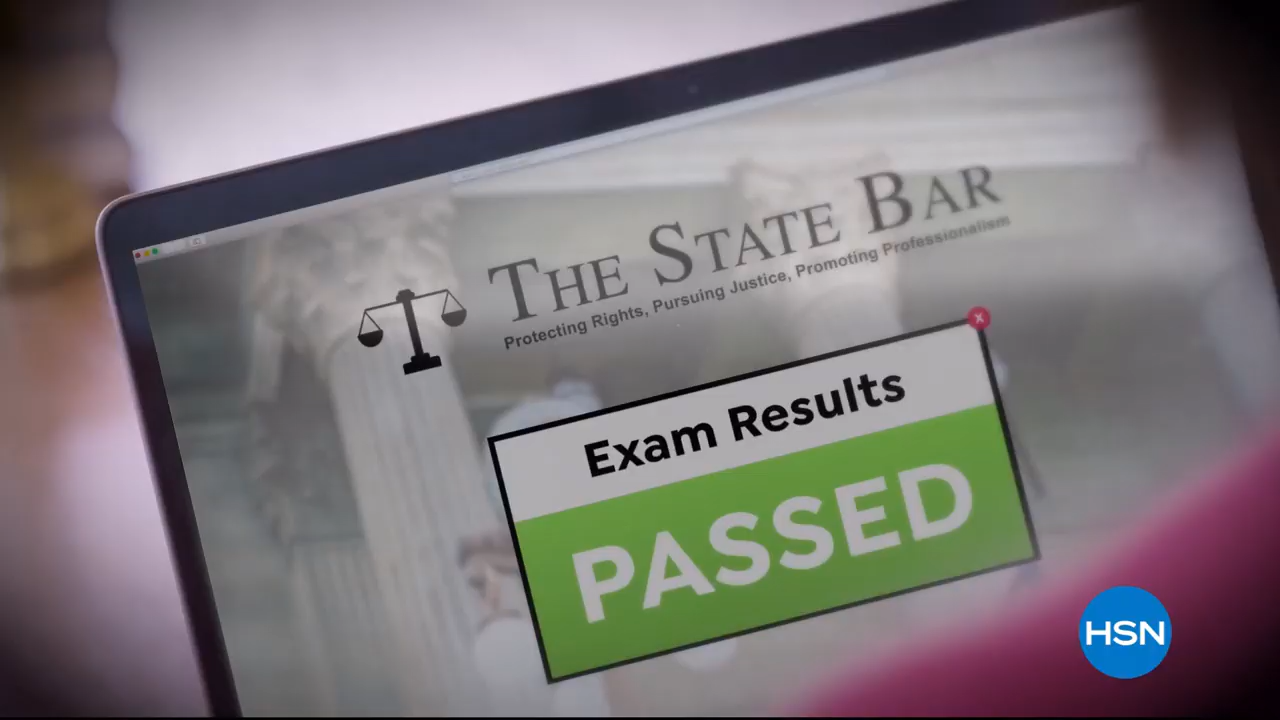 THE STATE BAR
Protecting Rights, Pursuing Justice, Promoting Professionalism
Exam Results
PASSED
HSN